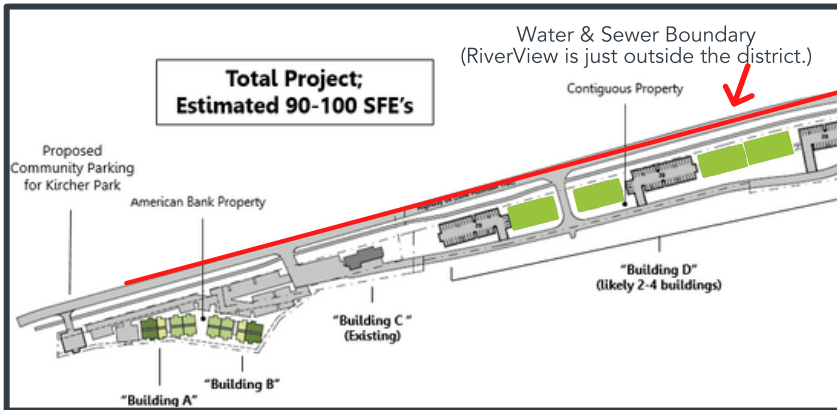 Water & Sewer Boundary
(RiverView is just outside the district.)
Total Project;
Estimated 90-100 SFE's
Contiguous Property
Proposed
Community Parking
for Kircher Park
American Bank Property
"Building D"
(likely 2-4 buildings)
"Building C"
(Existing)
"Building B"
"Building A"